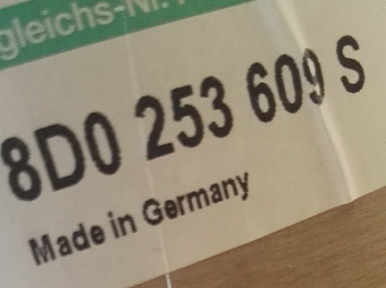 gleichs-Nr.
8D0 253 609 S
Made in Germany